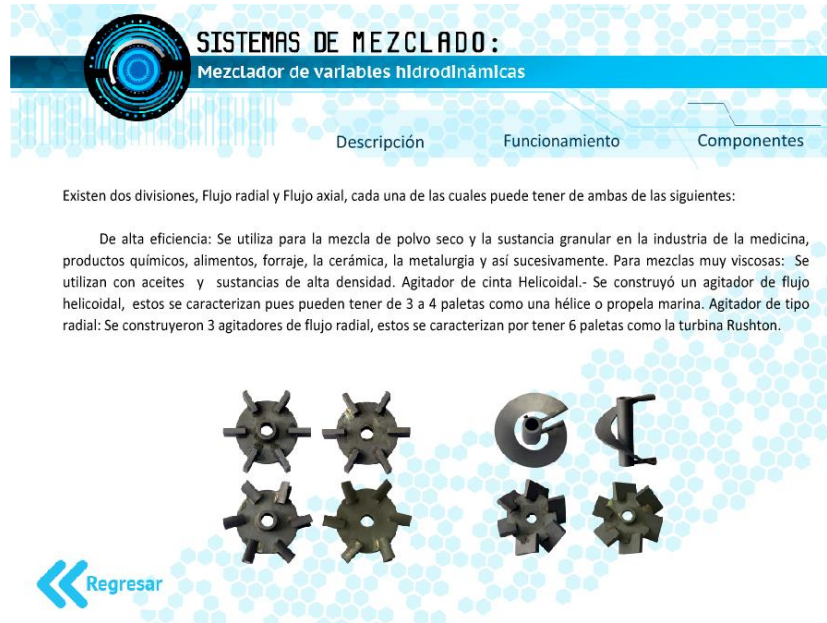 SISTEMAS DE MEZCLADO:
Mezclador de variables hidrodinámicas
Descripción Funcionamiento Componentes
Existen dos divisiones, Flujo radial y Flujo axial, cada una de las cuales puede tener de ambas de las siguientes:
De alta eficiencia: Se utiliza para la mezcla de polvo seco y la sustancia granular en la industria de la medicina,
productos químicos, alimentos, forraje, la cerámica, la metalurgia y así sucesivamente. Para mezclas muy viscosas: Se
utilizan con aceites y sustancias de alta densidad. Agitador de cinta Helicoidal.- Se construyó un agitador de flujo
helicoidal, estos se caracterizan pues pueden tener de 3 a 4 paletas como una hélice o propela marina. Agitador de tipo
radial: Se construyeron 3 agitadores de flujo radial, estos se caracterizan por tener 6 paletas como la turbina Rushton.
Regresar